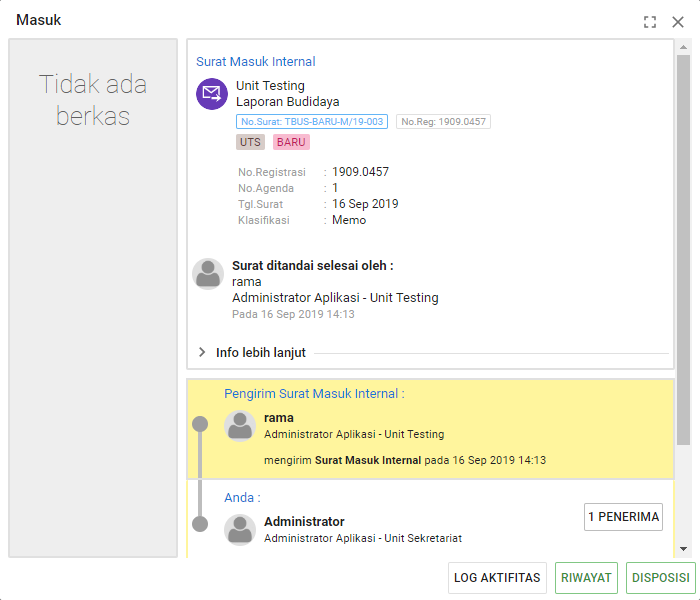 Masuk
Tidak ada
berkas
Surat Masuk Internal
Unit Testing
Laporan Budidaya
No.Surat: TBUS-BARU-M/19-003 No.Reg: 1909.0457
UTS BARU
No.Registrasi : 1909.0457
No.Agenda : 1
Tgl.Surat : 16 Sep 2019
Klasifikasi : Memo
Surat ditandai selesai oleh :
rama
Administrator Aplikasi - Unit Testing
Pada 16 Sep 2019 14:13
Info lebih lanjut
Pengirim Surat Masuk Internal :
rama
Administrator Aplikasi - Unit Testing
mengirim Surat Masuk Internal pada 16 Sep 2019 14:13
Anda :
Administrator
Administrator Aplikasi - Unit Sekretariat
1 PENERIMA
LOG AKTIFITAS RIWAYAT DISPOSISI